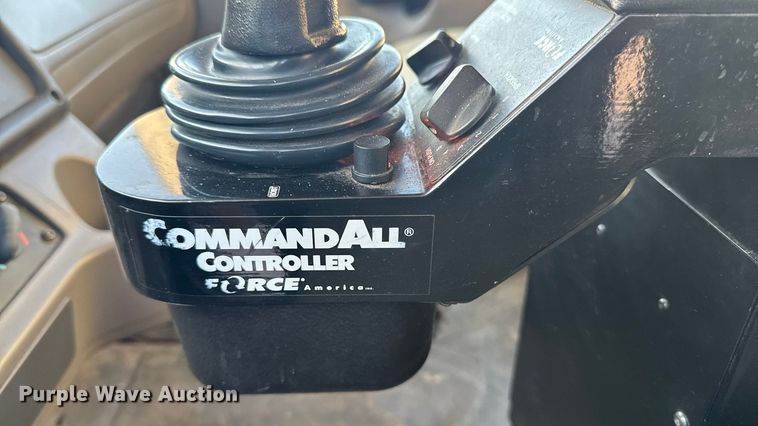 COMMANDALL®
CONTROLLER
FORCE America
Purple Wave Auction